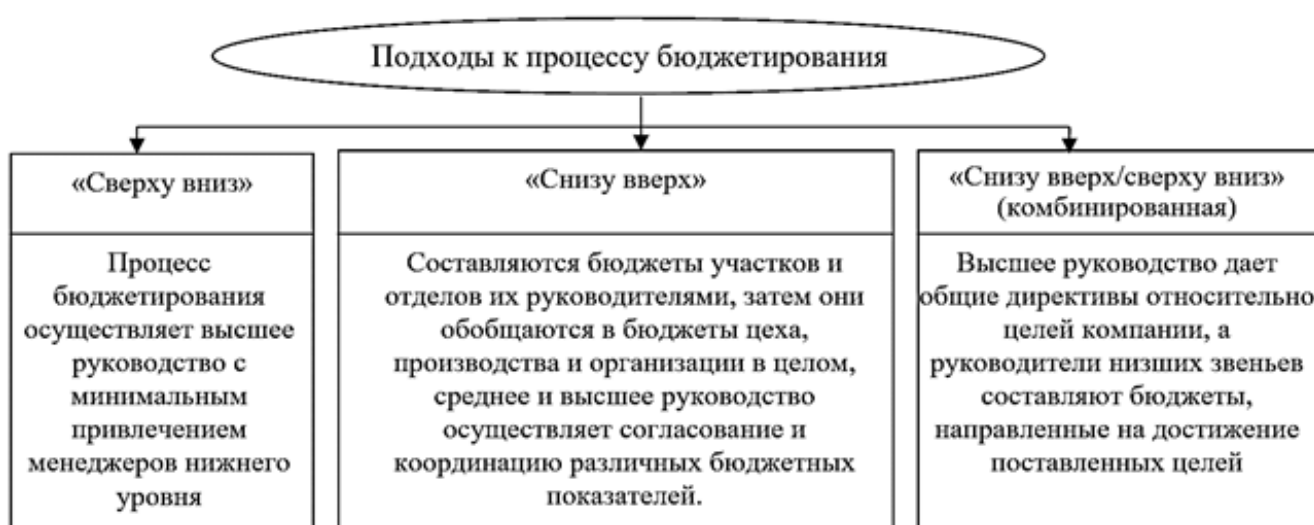 Подходы к процессу бюджетирования
«Сверху вниз»
Процесс
бюджетирования
осуществляет высшее
руководство с
минимальным
привлечением
менеджеров нижнего
уровня
«Снизу вверх»
Составляются бюджеты участков и
отделов их руководителями, затем они
обобщаются в бюджеты цеха,
производства и организации в целом,
среднее и высшее руководство
осуществляет согласование и
координацию различных бюджетных
показателей.
«Снизу вверх/сверху вниз»
(комбинированная)
Высшее руководство дает
общие директивы относительно
целей компании, а
руководители низших звеньев
составляют бюджеты,
направленные на достижение
поставленных целей